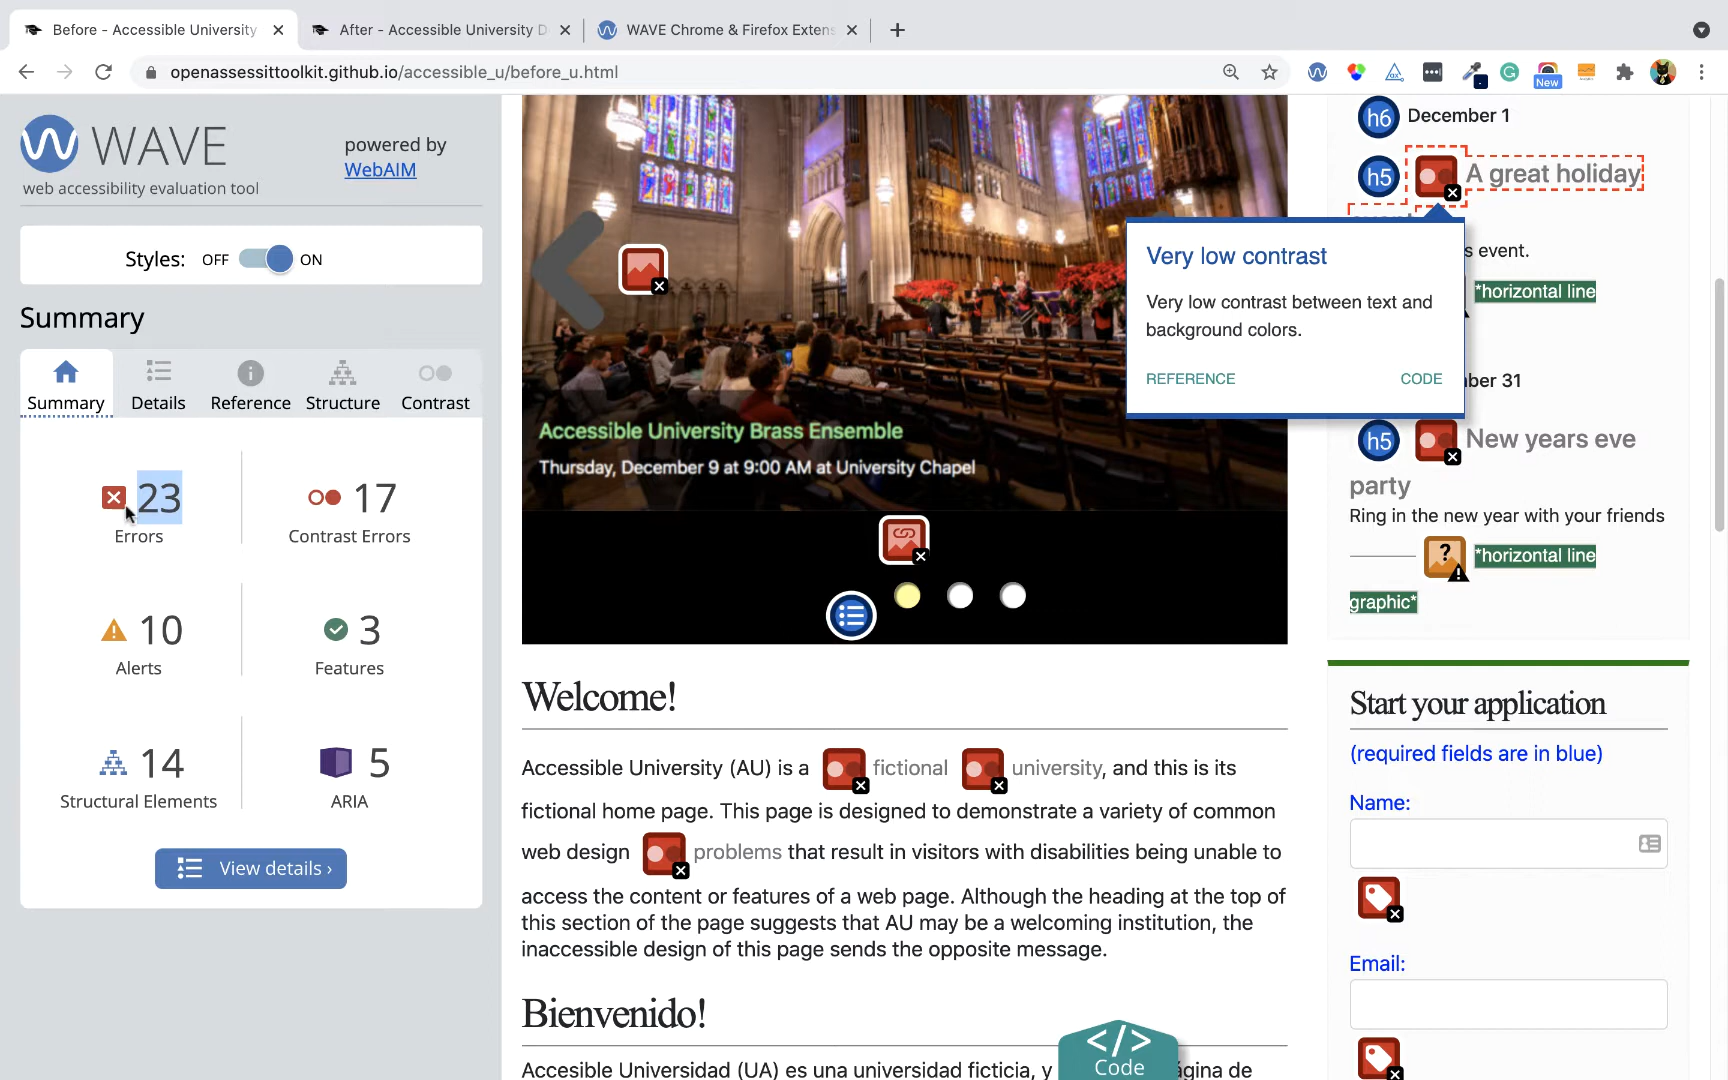 Before - Accessible University
After - Accessible University D
WAVE Chrome & Firefox Extens
openassessittoolkit.github.io/accessible_u/before_u.html
New
WAVE
web accessibility evaluation tool
powered by
WebAIM
Styles: OFF ON
Summary
Summary Details Reference Structure Contrast
23
Errors
17
Contrast Errors
10
Alerts
3
Features
14
Structural Elements
5
ARIA
View details ›
Accessible University Brass Ensemble
Thursday, December 9 at 9:00 AM at University Chapel
Welcome!
Accessible University (AU) is a fictional university, and this is its
fictional home page. This page is designed to demonstrate a variety of common
web design problems that result in visitors with disabilities being unable to
access the content or features of a web page. Although the heading at the top of
this section of the page suggests that AU may be a welcoming institution, the
inaccessible design of this page sends the opposite message.
Bienvenido!
Accesible Universidad (UA) es una universidad ficticia, y
ágina de
</>
Code
h6 December 1
h5 A great holiday
s event.
*horizontal line
Very low contrast
Very low contrast between text and
background colors.
REFERENCE CODE
ber 31
h5 New years eve
party
Ring in the new year with your friends
? *horizontal line
graphic*
Start your application
(required fields are in blue)
Name:
Email: